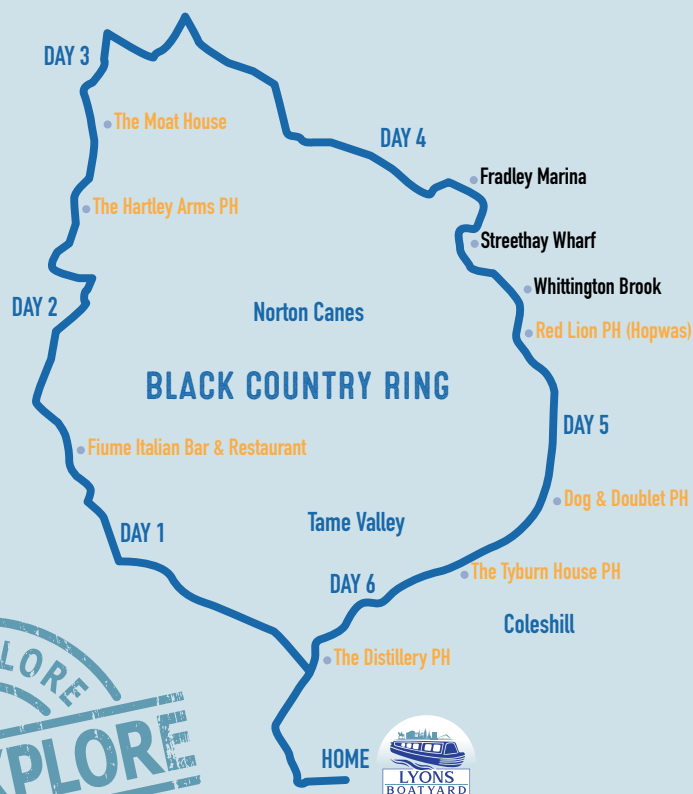 DAY 3
The Moat House
DAY 4
Fradley Marina
The Hartley Arms PH
Streethay Wharf
Whittington Brook
DAY 2
Norton Canes
Red Lion PH (Hopwas)
BLACK COUNTRY RING
DAY 5
Fiume Italian Bar & Restaurant
Dog & Doublet PH
Tame Valley
DAY 1
The Tyburn House PH
DAY 6
Coleshill
The Distillery PH
PLORE
XPLORE
HOME
LYONS
BOATYARD